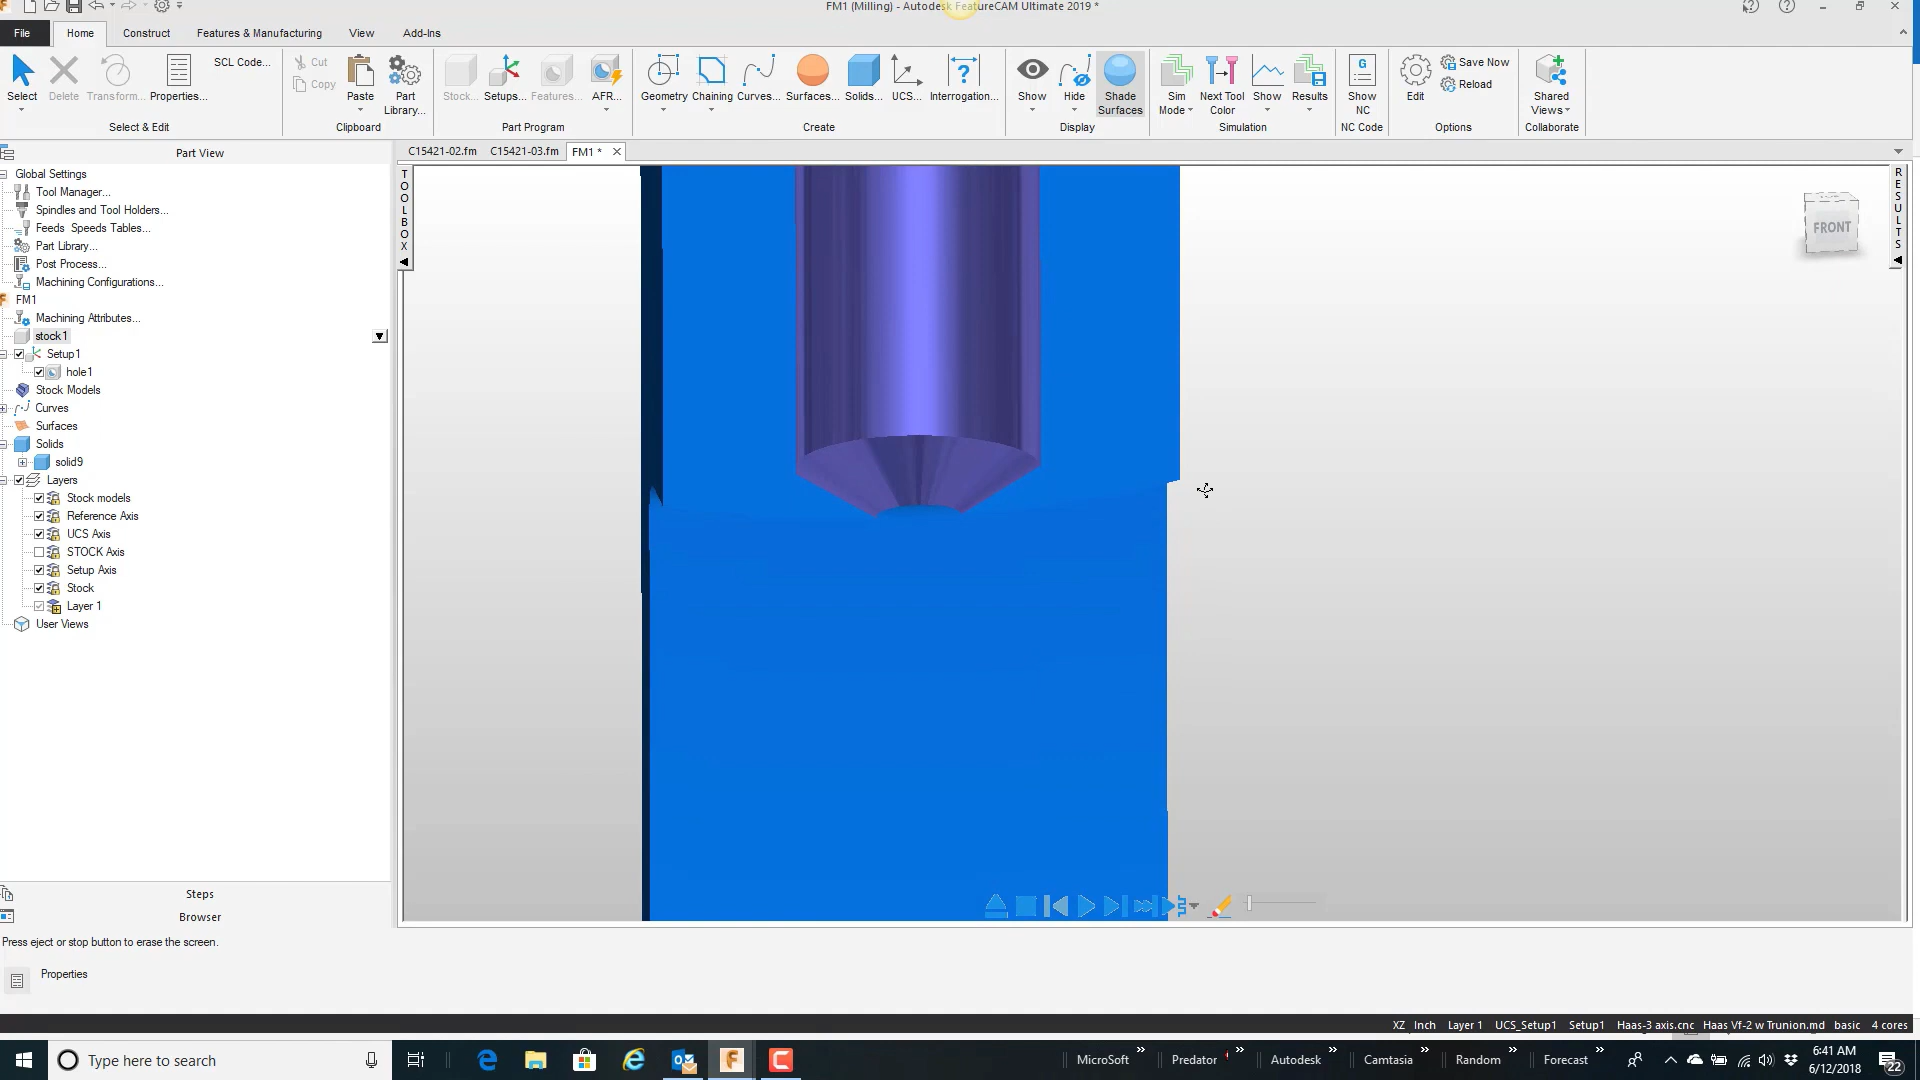 FM1 (Milling) - Autodesk FeatureCAM Ultimate 2019 *
File Home Construct Features & Manufacturing View Add-Ins
Select Delete Transform... Properties... SCL Code... Cut Copy Paste Part Library... Stock... Setups... Features... AFR... Geometry Chaining Curves... Surfaces... Solids... UCS... Interrogation... Show Hide Shade Surfaces Sim Mode Next Tool Color Show Results Show NC Edit Save Now Reload Shared Views
Select & Edit Clipboard Part Program Create Display Simulation NC Code Options Collaborate
Part View
C15421-02.fm C15421-03.fm FM1 *
Global Settings
Tool Manager...
Spindles and Tool Holders...
Feeds Speeds Tables...
Part Library...
Post Process...
Machining Configurations...
FM1
Machining Attributes...
stock1
Setup1
hole1
Stock Models
Curves
Surfaces
Solids
solid9
Layers
Stock models
Reference Axis
UCS Axis
STOCK Axis
Setup Axis
Stock
Layer 1
User Views
TOOLBOX
FRONT
RESULTS
Steps
Browser
Press eject or stop button to erase the screen.
Properties
XZ Inch Layer 1 UCS_Setup1 Setup1 Haas-3 axis.cnc Haas Vf-2 w Trunion.md basic 4 cores
Type here to search
MicroSoft Predator Autodesk Camtasia Random Forecast
6:41 AM
6/12/2018
22